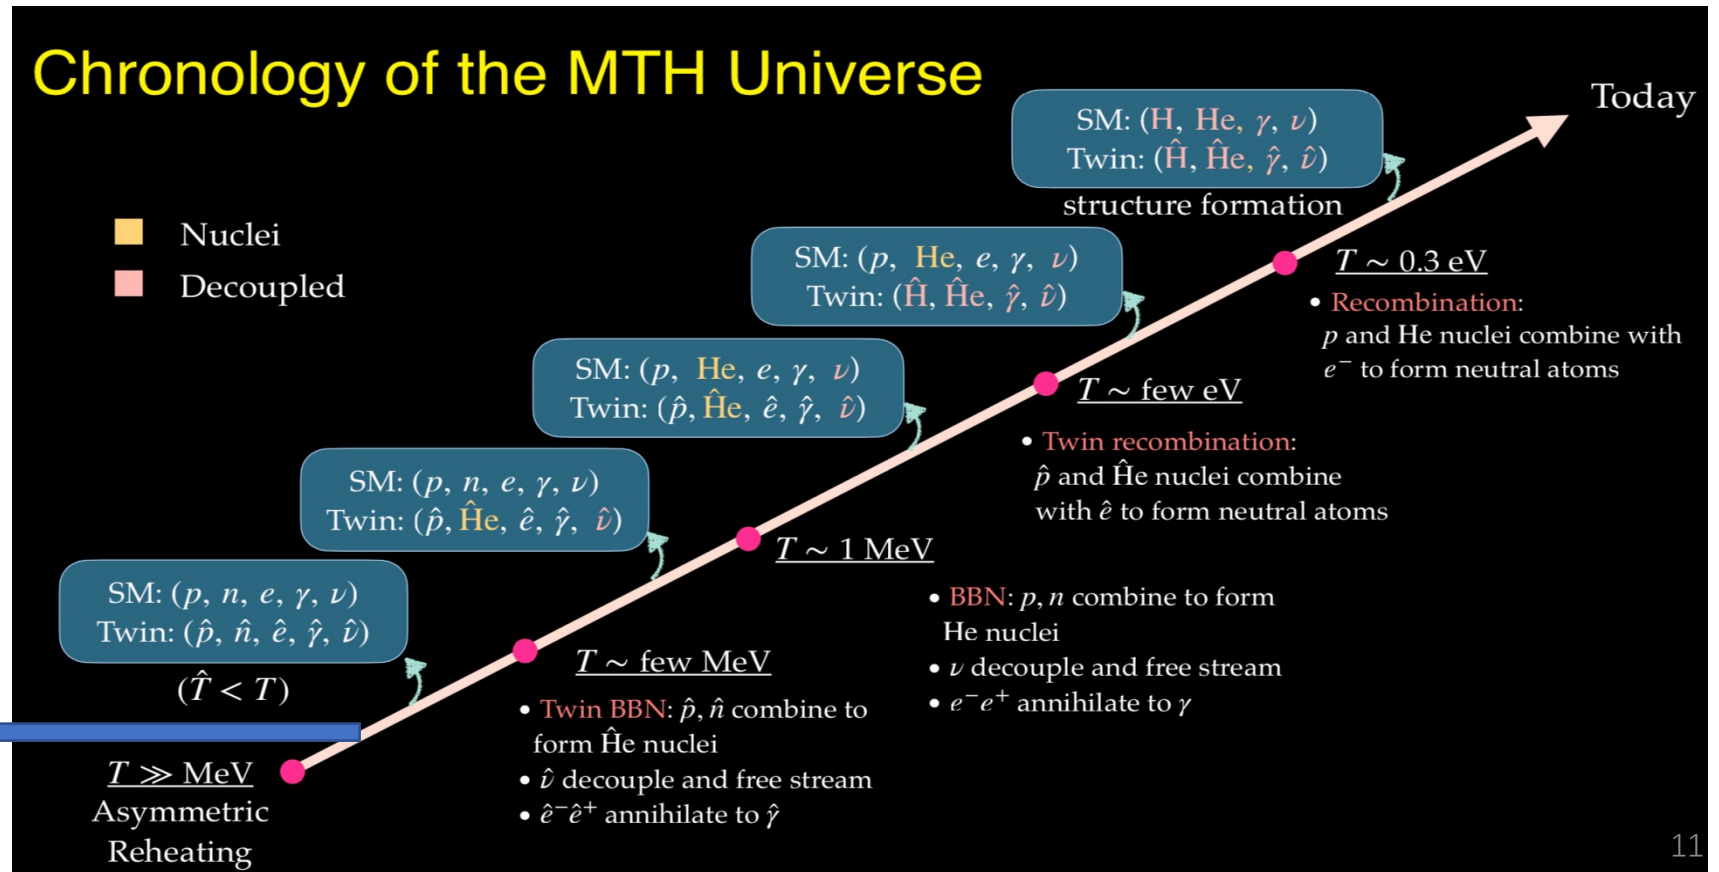 Chronology of the MTH Universe
Today
SM: (H, He, γ, ν)
Twin: (Ĥ, Ĥe, γ̂, ν̂)
structure formation
Nuclei
Decoupled
SM: (p, He, e, γ, ν)
Twin: (Ĥ, Ĥe, γ̂, ν̂)
T ∼ 0.3 eV
• Recombination:
p and He nuclei combine with
e⁻ to form neutral atoms
SM: (p, He, e, γ, ν)
Twin: (p̂, Ĥe, ê, γ̂, ν̂)
T ∼ few eV
• Twin recombination:
p̂ and Ĥe nuclei combine
with ê to form neutral atoms
SM: (p, n, e, γ, ν)
Twin: (p̂, Ĥe, ê, γ̂, ν̂)
T ∼ 1 MeV
• BBN: p, n combine to form
He nuclei
• ν decouple and free stream
• e⁻e⁺ annihilate to γ
SM: (p, n, e, γ, ν)
Twin: (p̂, n̂, ê, γ̂, ν̂)
(T̂ < T)
T ∼ few MeV
• Twin BBN: p̂, n̂ combine to
form Ĥe nuclei
• ν̂ decouple and free stream
• ê⁻ê⁺ annihilate to γ̂
T ≫ MeV
Asymmetric
Reheating
11